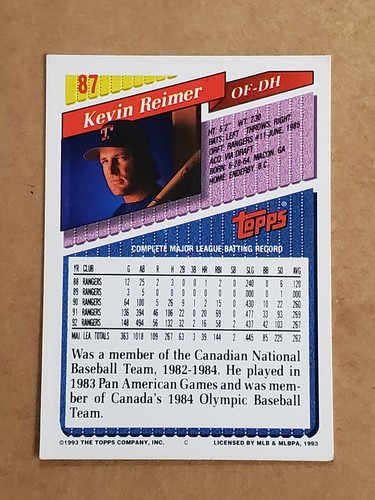 87
Kevin Reimer
OF-DH
T
HT: 6'2" WT: 230
BATS: LEFT THROWS: RIGHT
DRFT: RANGERS #11-JUNE, 1985
ACQ: VIA DRAFT
BORN: 6-28-64, MACON, GA
HOME: ENDERBY, B.C.
TOPPS
COMPLETE MAJOR LEAGUE BATTING RECORD
YR CLUB G AB R H 2B 3B HR RBI SB SLG BB SO AVG
88 RANGERS 12 25 2 3 0 0 1 2 0 .240 0 6 .120
89 RANGERS 3 5 0 0 0 0 0 0 0 .000 0 1 .000
90 RANGERS 64 100 5 26 9 1 2 15 0 .430 10 22 .260
91 RANGERS 136 394 46 106 22 0 20 69 0 .477 33 93 .269
92 RANGERS 148 494 56 132 32 2 16 58 2 .437 42 103 .267
MAJ. LEA. TOTALS 363 1018 109 267 63 3 39 144 2 .445 85 225 .262
Was a member of the Canadian National
Baseball Team, 1982-1984. He played in
1983 Pan American Games and was mem-
ber of Canada's 1984 Olympic Baseball
Team.
©1993 THE TOPPS COMPANY, INC. C LICENSED BY MLB & MLBPA, 1993